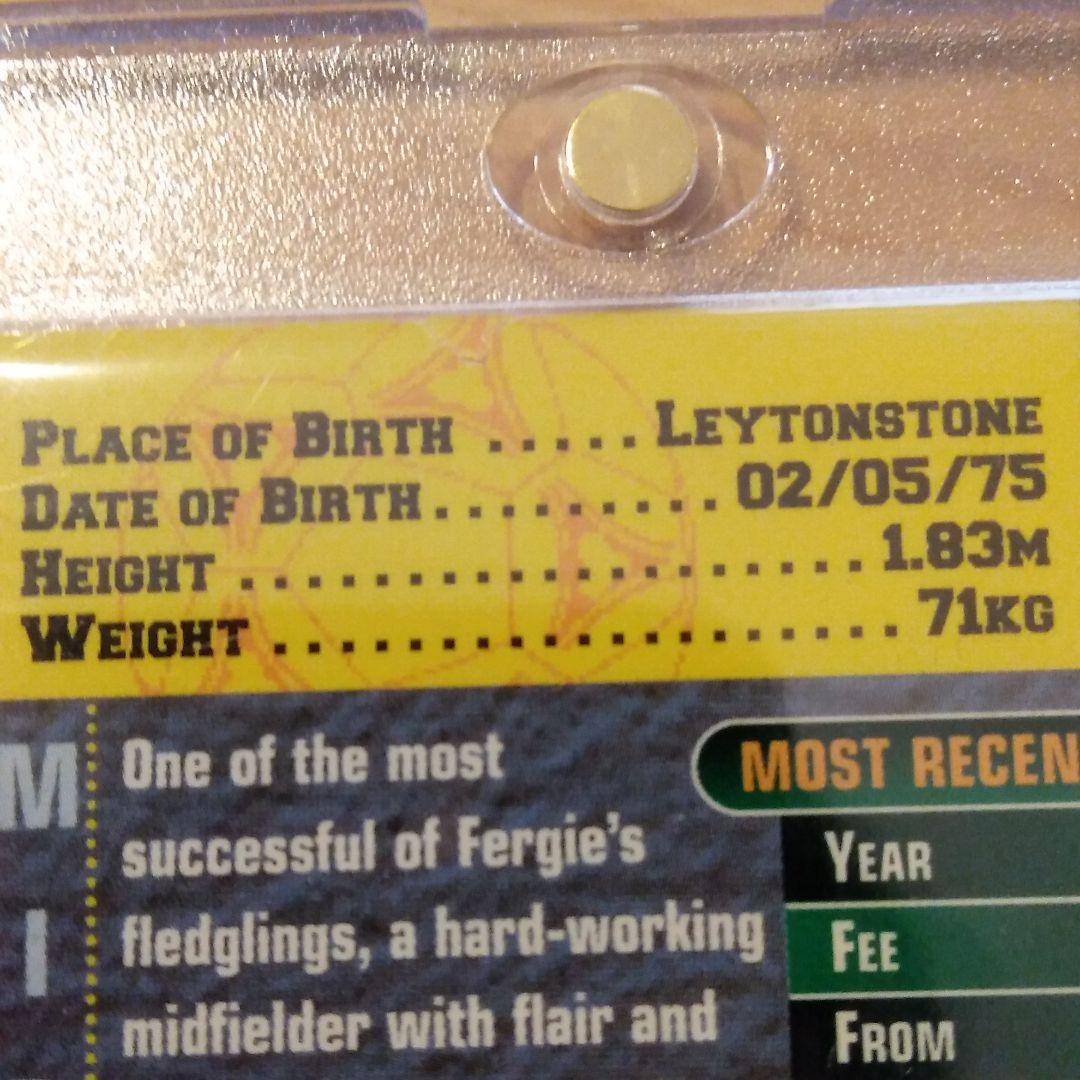 Place of Birth ..... Leytonstone
Date of Birth......... 02/05/75
Height ................... 1.83m
Weight ................... 71kg
M
I
One of the most
successful of Fergie's
fledglings, a hard-working
midfielder with flair and
MOST RECEN
Year
Fee
From